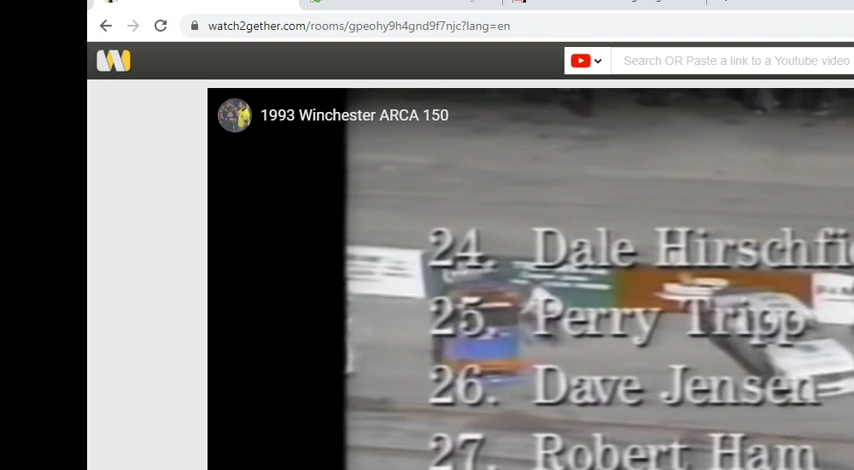 watch2gether.com/rooms/gpeohy9h4gnd9f7njc?lang=en
Search OR Paste a link to a Youtube video
1993 Winchester ARCA 150
24. Dale Hirschfi
25. Perry Tripp
26. Dave Jensen
27. Robert Ham